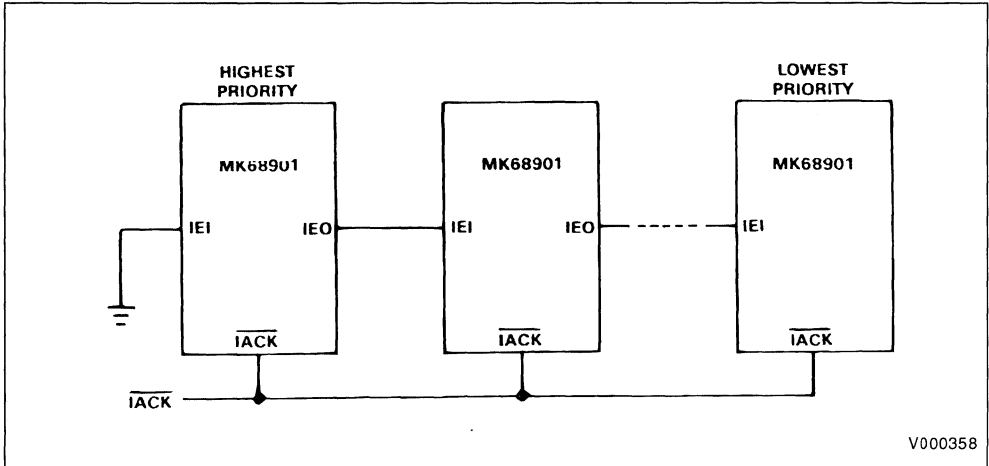 HIGHEST
PRIORITY
LOWEST
PRIORITY
MK68901
MK68901
MK68901
IEI
IEO
IEI
IEO
IEI
IACK
IACK
IACK
IACK
V000358